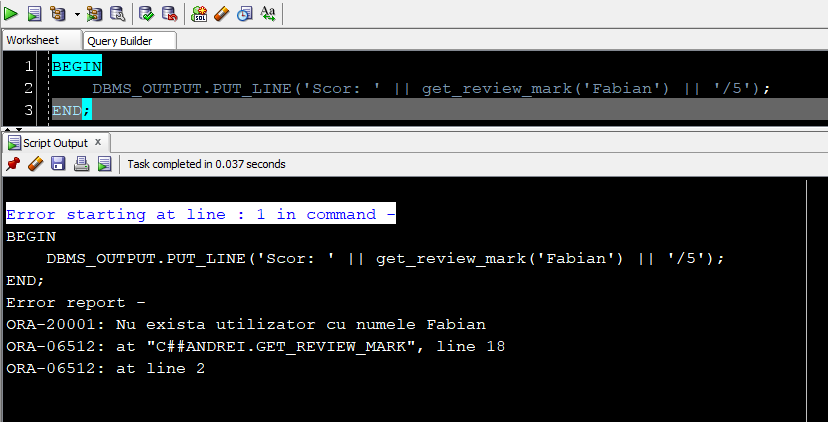 SQL
Aa
Worksheet
Query Builder
1 BEGIN
2 DBMS_OUTPUT.PUT_LINE('Scor: ' || get_review_mark('Fabian') || '/5');
3 END;
Script Output x
Task completed in 0.037 seconds
Error starting at line : 1 in command -
BEGIN
DBMS_OUTPUT.PUT_LINE('Scor: ' || get_review_mark('Fabian') || '/5');
END;
Error report -
ORA-20001: Nu exista utilizator cu numele Fabian
ORA-06512: at "C##ANDREI.GET_REVIEW_MARK", line 18
ORA-06512: at line 2